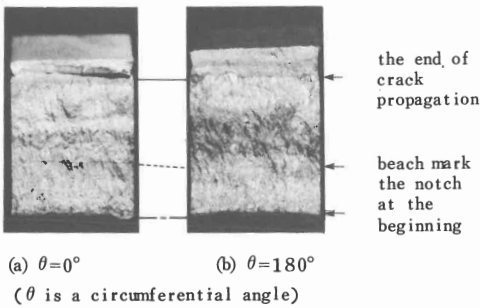 the end of
crack
propagation
beach mark
the notch
at the
beginning
(a) θ=0°
(b) θ=180°
(θ is a circumferential angle)